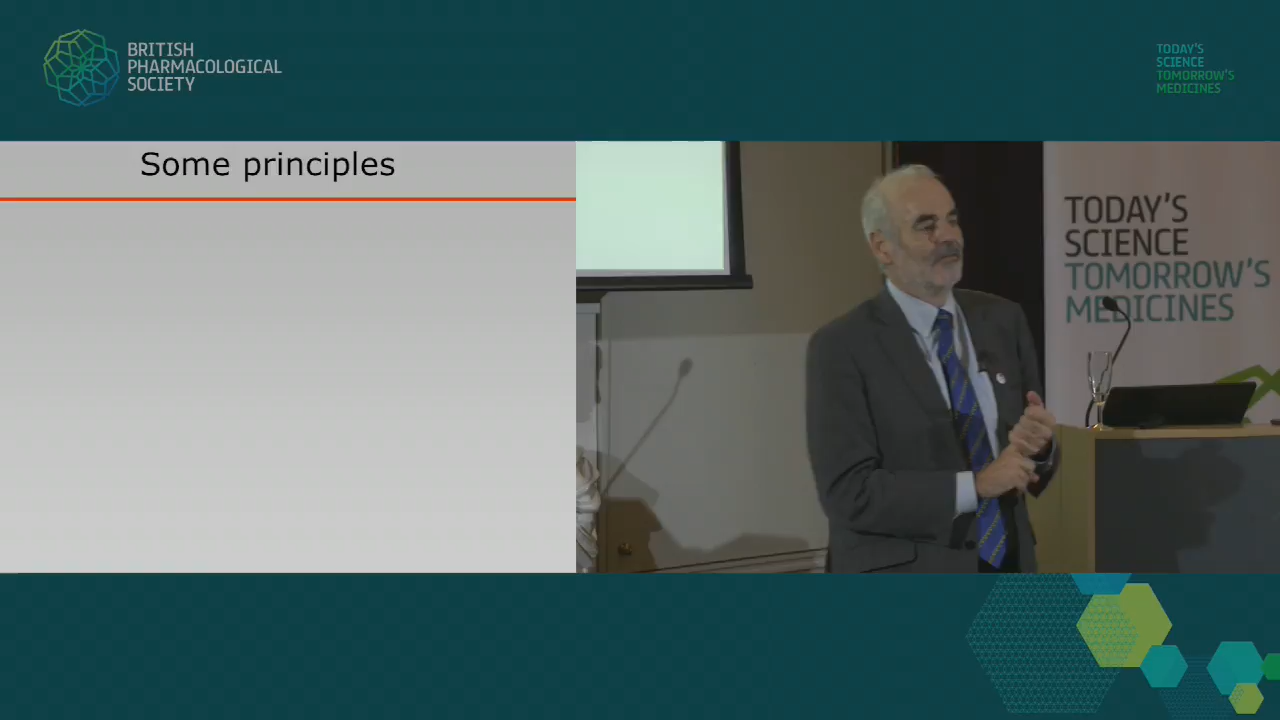 BRITISH
PHARMACOLOGICAL
SOCIETY
TODAY'S
SCIENCE
TOMORROW'S
MEDICINES
Some principles
TODAY'S
SCIENCE
TOMORROW'S
MEDICINES